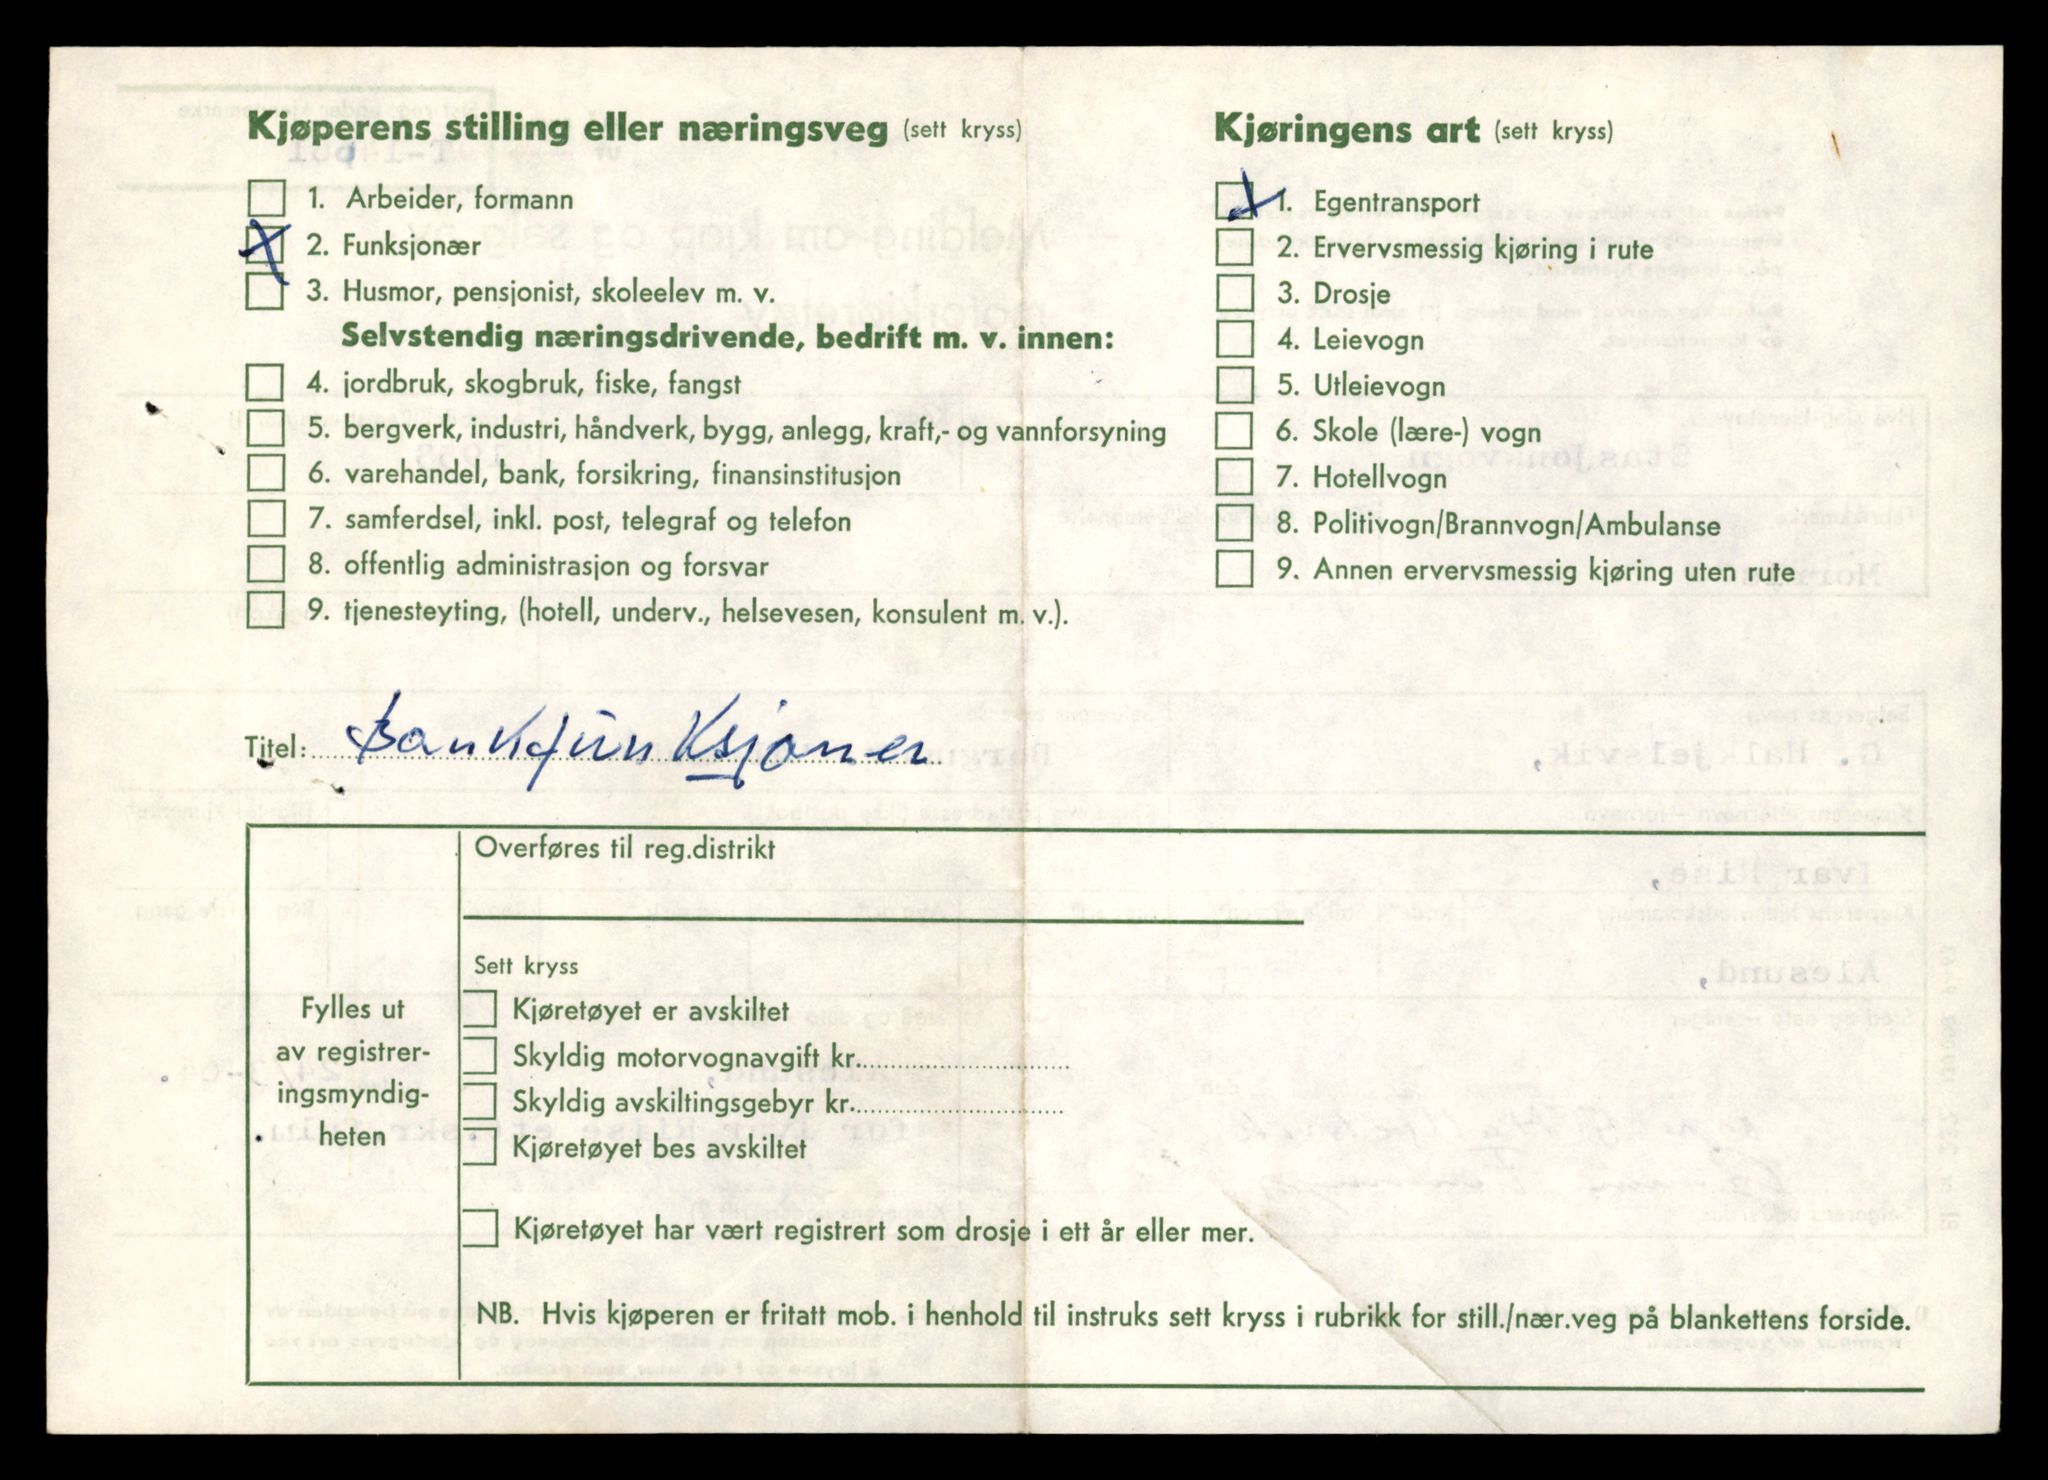 Kjøperens stilling eller næringsveg (sett kryss)
1. Arbeider, formann
2. Funksjonær
3. Husmor, pensjonist, skoleelev m. v.
Selvstendig næringsdrivende, bedrift m. v. innen:
4. jordbruk, skogbruk, fiske, fangst
5. bergverk, industri, håndverk, bygg, anlegg, kraft,- og vannforsyning
6. varehandel, bank, forsikring, finansinstitusjon
7. samferdsel, inkl. post, telegraf og telefon
8. offentlig administrasjon og forsvar
9. tjenesteyting, (hotell, underv., helsevesen, konsulent m. v.).
Kjøringens art (sett kryss)
1. Egentransport
2. Ervervsmessig kjøring i rute
3. Drosje
4. Leievogn
5. Utleievogn
6. Skole (lære-) vogn
7. Hotellvogn
8. Politivogn/Brannvogn/Ambulanse
9. Annen ervervsmessig kjøring uten rute
Titel: Bankfunksjonær
Fylles ut
av registrer-
ingsmyndig-
heten
Overføres til reg.distrikt
Sett kryss
Kjøretøyet er avskiltet
Skyldig motorvognavgift kr.
Skyldig avskiltingsgebyr kr.
Kjøretøyet bes avskiltet
Kjøretøyet har vært registrert som drosje i ett år eller mer.
NB. Hvis kjøperen er fritatt mob. i henhold til instruks sett kryss i rubrikk for still./nær.veg på blankettens forside.